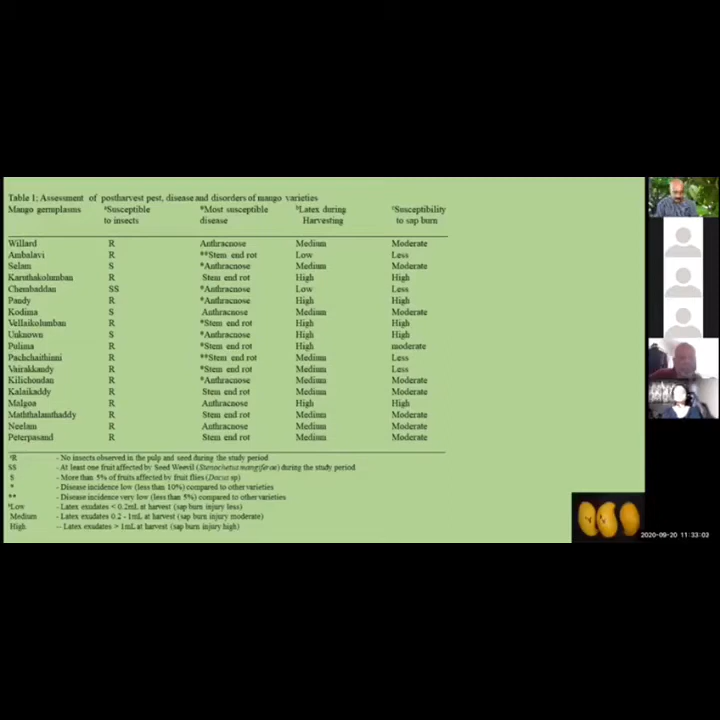 Table 1; Assessment of postharvest pest, disease and disorders of mango varieties
Mango germplasms ᵃSusceptible to insects *Most susceptible disease ᵇLatex during Harvesting ᶜSusceptibility to sap burn
Willard R Anthracnose Medium Moderate
Ambalavi R **Stem end rot Low Less
Selam S *Anthracnose Medium Moderate
Karuthakolumban R Stem end rot High High
Chembaddan SS *Anthracnose Low Less
Pandy R *Anthracnose High High
Kodima S Anthracnose Medium Moderate
Vellaikolumban R *Stem end rot High High
Unknown S *Anthracnose High High
Pulima R *Stem end rot High moderate
Pachchaithinni R **Stem end rot Medium Less
Vairakkandy R *Stem end rot Medium Less
Kilichondan R *Anthracnose Medium Moderate
Kalaikaddy R Stem end rot Medium Moderate
Malgoa R Anthracnose High High
Maththalanthaddy R Stem end rot Medium Moderate
Neelam R Anthracnose Medium Moderate
Peterpasand R Stem end rot Medium Moderate
ᵃR - No insects observed in the pulp and seed during the study period
SS - At least one fruit affected by Seed Weevil (Stenochetus mangiferae) during the study period
S - More than 5% of fruits affected by fruit flies (Dacus sp)
* - Disease incidence low (less than 10%) compared to other varieties
** - Disease incidence very low (less than 5%) compared to other varieties
ᵇLow - Latex exudates < 0.2mL at harvest (sap burn injury less)
Medium - Latex exudates 0.2 - 1mL at harvest (sap burn injury moderate)
High -- Latex exudates > 1mL at harvest (sap burn injury high)
2020-09-20 11:33:03